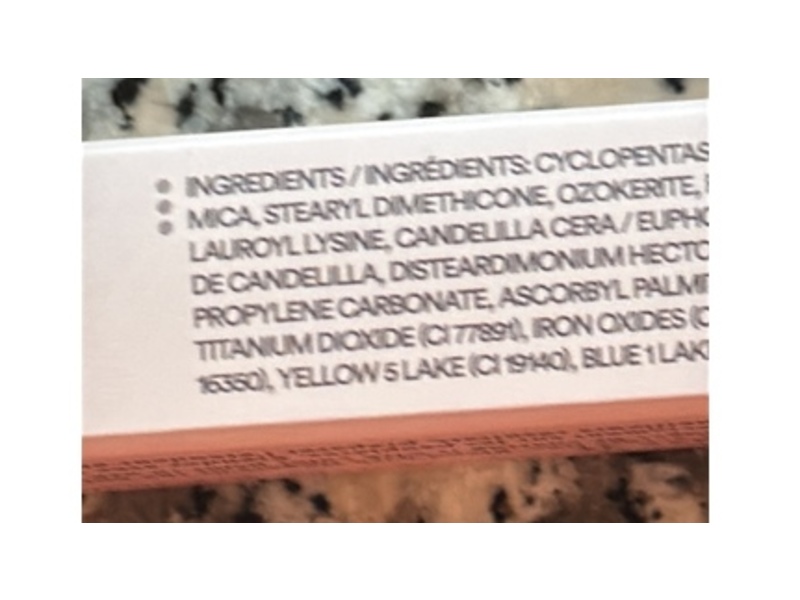 INGREDIENTS / INGRÉDIENTS: CYCLOPENTAS
MICA, STEARYL DIMETHICONE, OZOKERITE,
LAUROYL LYSINE, CANDELILLA CERA / EUPHO
DE CANDELILLA, DISTEARDIMONIUM HECTO
PROPYLENE CARBONATE, ASCORBYL PALMIT
TITANIUM DIOXIDE (CI 77891), IRON OXIDES (C
16350), YELLOW 5 LAKE (CI 19140), BLUE 1 LAK